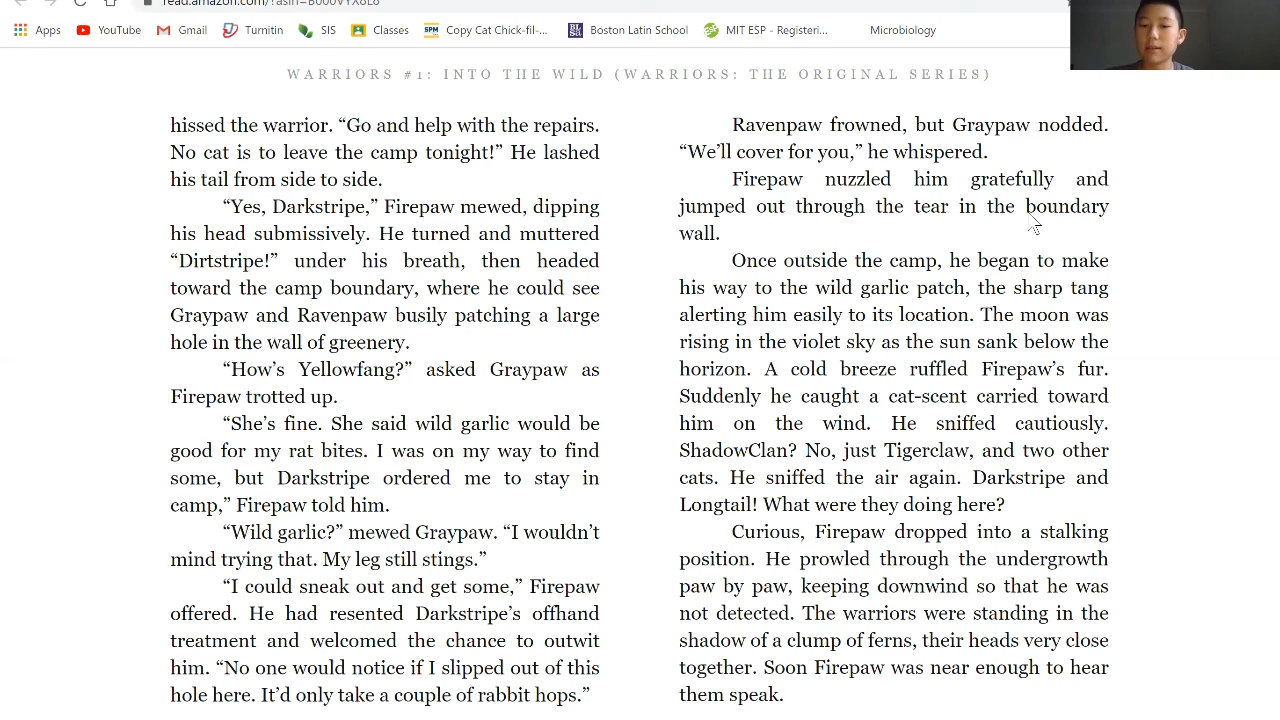 read.amazon.com/?asin=B000VYX8L8
Apps YouTube Gmail Turnitin SIS Classes Copy Cat Chick-fil-... Boston Latin School MIT ESP - Registeri... Microbiology
WARRIORS #1: INTO THE WILD (WARRIORS: THE ORIGINAL SERIES)
hissed the warrior. “Go and help with the repairs.
No cat is to leave the camp tonight!” He lashed
his tail from side to side.
“Yes, Darkstripe,” Firepaw mewed, dipping
his head submissively. He turned and muttered
“Dirtstripe!” under his breath, then headed
toward the camp boundary, where he could see
Graypaw and Ravenpaw busily patching a large
hole in the wall of greenery.
“How’s Yellowfang?” asked Graypaw as
Firepaw trotted up.
“She’s fine. She said wild garlic would be
good for my rat bites. I was on my way to find
some, but Darkstripe ordered me to stay in
camp,” Firepaw told him.
“Wild garlic?” mewed Graypaw. “I wouldn’t
mind trying that. My leg still stings.”
“I could sneak out and get some,” Firepaw
offered. He had resented Darkstripe’s offhand
treatment and welcomed the chance to outwit
him. “No one would notice if I slipped out of this
hole here. It’d only take a couple of rabbit hops.”
Ravenpaw frowned, but Graypaw nodded.
“We’ll cover for you,” he whispered.
Firepaw nuzzled him gratefully and
jumped out through the tear in the boundary
wall.
Once outside the camp, he began to make
his way to the wild garlic patch, the sharp tang
alerting him easily to its location. The moon was
rising in the violet sky as the sun sank below the
horizon. A cold breeze ruffled Firepaw’s fur.
Suddenly he caught a cat-scent carried toward
him on the wind. He sniffed cautiously.
ShadowClan? No, just Tigerclaw, and two other
cats. He sniffed the air again. Darkstripe and
Longtail! What were they doing here?
Curious, Firepaw dropped into a stalking
position. He prowled through the undergrowth
paw by paw, keeping downwind so that he was
not detected. The warriors were standing in the
shadow of a clump of ferns, their heads very close
together. Soon Firepaw was near enough to hear
them speak.